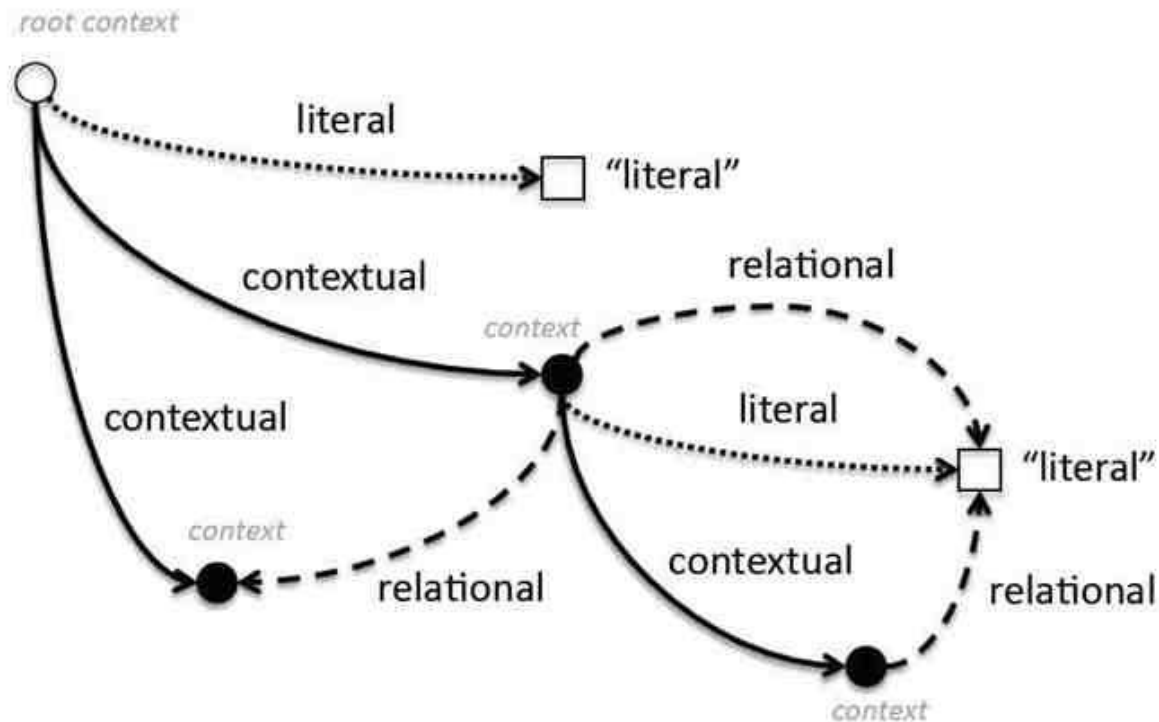 root context
literal
“literal”
contextual
relational
context
contextual
literal
“literal”
context
relational
contextual
relational
context